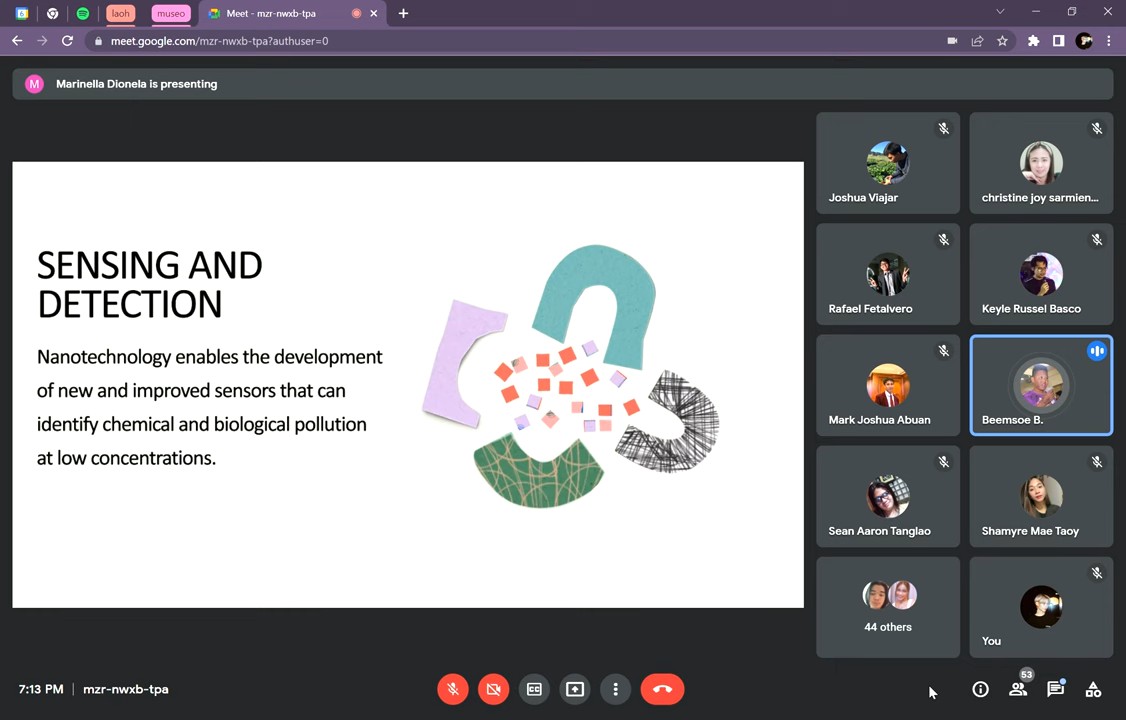 laoh
museo
Meet - mzr-nwxb-tpa
meet.google.com/mzr-nwxb-tpa?authuser=0
M
Marinella Dionela is presenting
SENSING AND
DETECTION
Nanotechnology enables the development
of new and improved sensors that can
identify chemical and biological pollution
at low concentrations.
Joshua Viajar
christine joy sarmien...
Rafael Fetalvero
Keyle Russel Basco
Mark Joshua Abuan
Beemsoe B.
Sean Aaron Tanglao
Shamyre Mae Taoy
44 others
You
7:13 PM
mzr-nwxb-tpa
CC
53